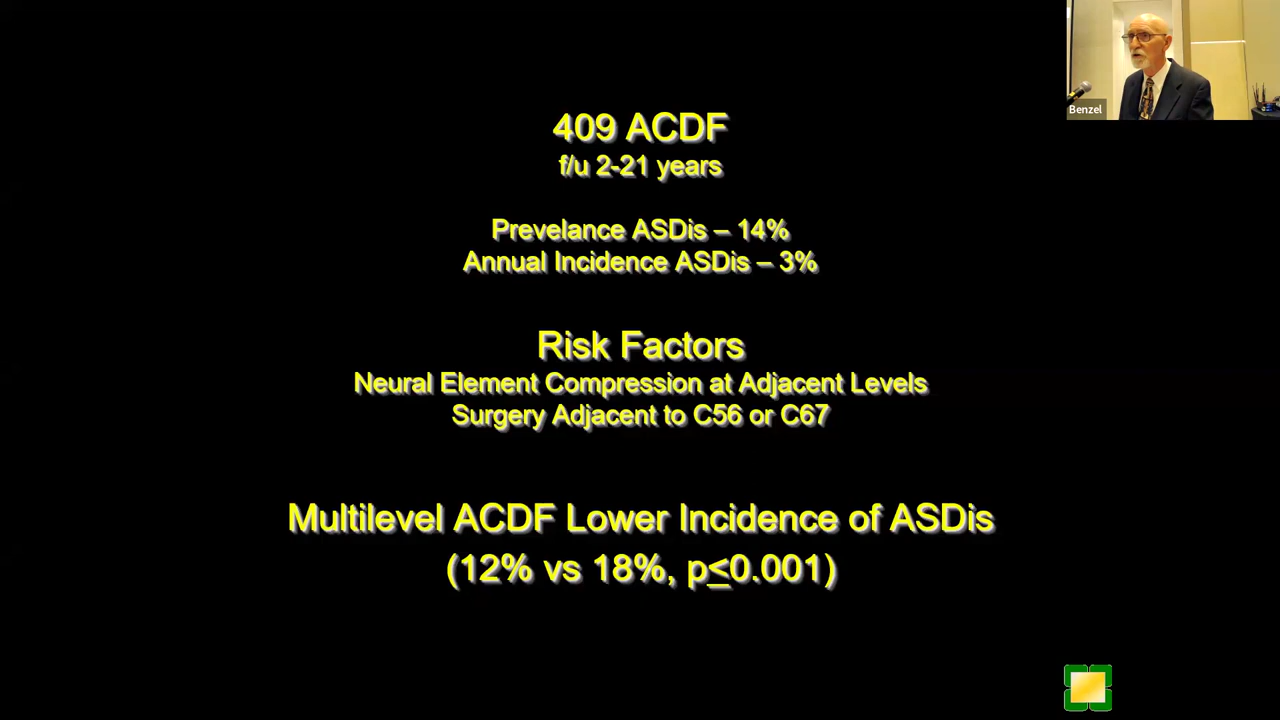 409 ACDF
f/u 2-21 years
Prevelance ASDis – 14%
Annual Incidence ASDis – 3%
Risk Factors
Neural Element Compression at Adjacent Levels
Surgery Adjacent to C56 or C67
Multilevel ACDF Lower Incidence of ASDis
(12% vs 18%, p≤0.001)
Benzel